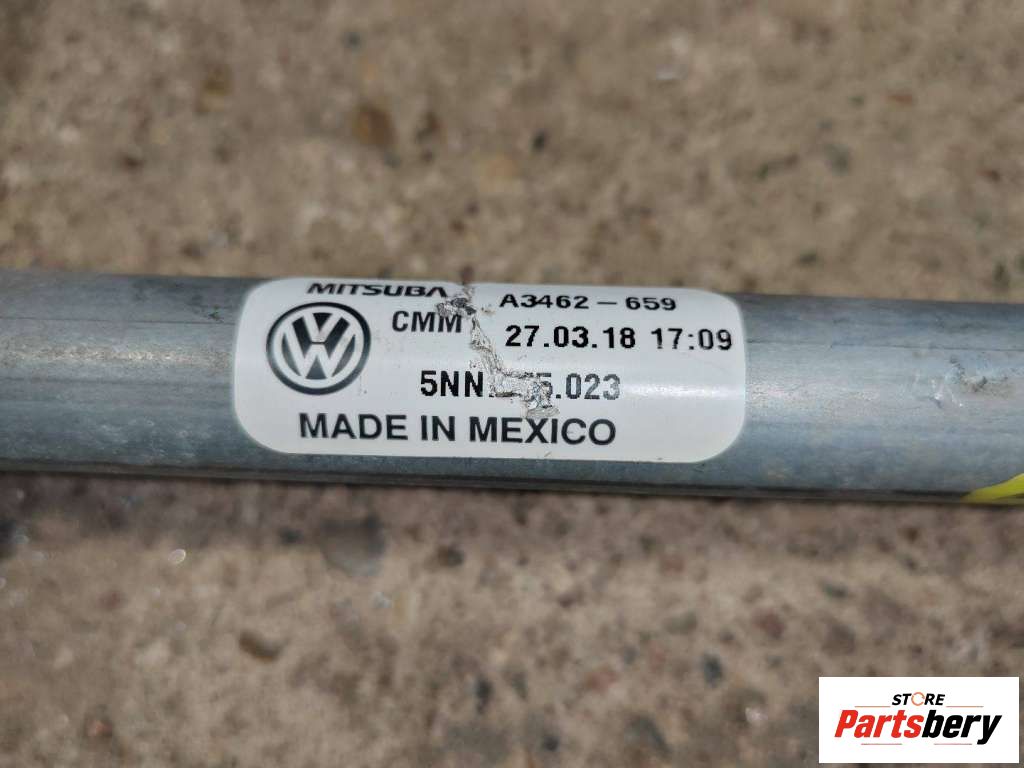 MITSUBA A3462-659
CMM 27.03.18 17:09
MADE IN MEXICO
STORE
Partsbery